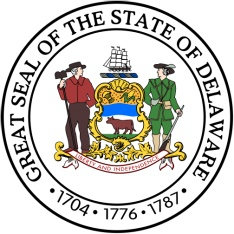 GREAT SEAL OF THE STATE OF DELAWARE
LIBERTY AND INDEPENDENCE
• 1704 • 1776 • 1787 •